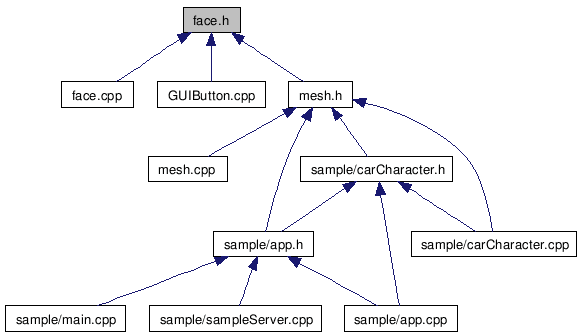 face.h
face.cpp
GUIButton.cpp
mesh.h
mesh.cpp
sample/carCharacter.h
sample/app.h
sample/carCharacter.cpp
sample/main.cpp
sample/sampleServer.cpp
sample/app.cpp